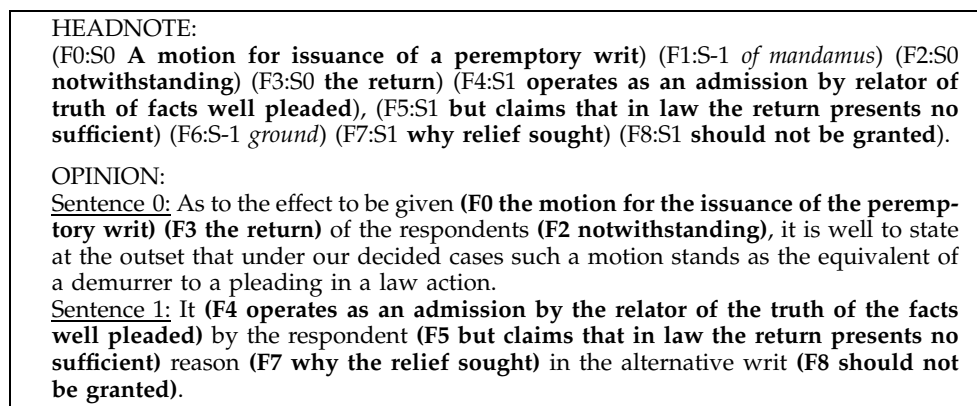 HEADNOTE:
(F0:S0 A motion for issuance of a peremptory writ) (F1:S-1 of mandamus) (F2:S0
notwithstanding) (F3:S0 the return) (F4:S1 operates as an admission by relator of
truth of facts well pleaded), (F5:S1 but claims that in law the return presents no
sufficient) (F6:S-1 ground) (F7:S1 why relief sought) (F8:S1 should not be granted).
OPINION:
Sentence 0: As to the effect to be given (F0 the motion for the issuance of the peremp-
tory writ) (F3 the return) of the respondents (F2 notwithstanding), it is well to state
at the outset that under our decided cases such a motion stands as the equivalent of
a demurrer to a pleading in a law action.
Sentence 1: It (F4 operates as an admission by the relator of the truth of the facts
well pleaded) by the respondent (F5 but claims that in law the return presents no
sufficient) reason (F7 why the relief sought) in the alternative writ (F8 should not
be granted).